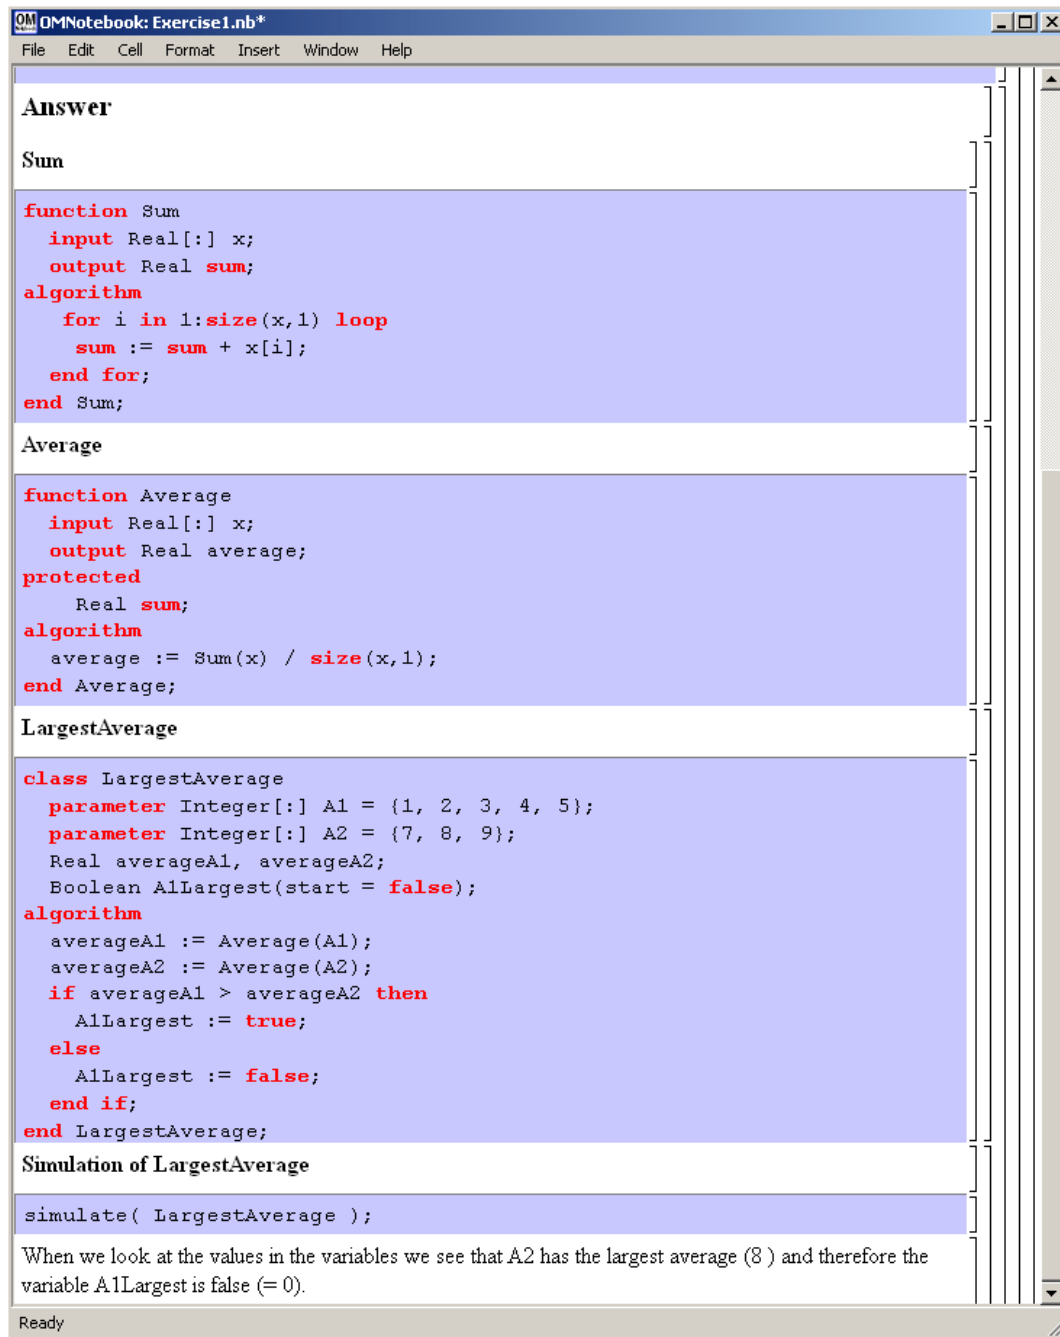 OMNotebook: Exercise1.nb*
File Edit Cell Format Insert Window Help
Answer
Sum
function Sum
  input Real[:] x;
  output Real sum;
algorithm
   for i in 1:size(x,1) loop
    sum := sum + x[i];
  end for;
end Sum;
Average
function Average
  input Real[:] x;
  output Real average;
protected
    Real sum;
algorithm
  average := Sum(x) / size(x,1);
end Average;
LargestAverage
class LargestAverage
  parameter Integer[:] A1 = {1, 2, 3, 4, 5};
  parameter Integer[:] A2 = {7, 8, 9};
  Real averageA1, averageA2;
  Boolean A1Largest(start = false);
algorithm
  averageA1 := Average(A1);
  averageA2 := Average(A2);
  if averageA1 > averageA2 then
    A1Largest := true;
  else
    A1Largest := false;
  end if;
end LargestAverage;
Simulation of LargestAverage
simulate( LargestAverage );
When we look at the values in the variables we see that A2 has the largest average (8 ) and therefore the
variable A1Largest is false (= 0).
Ready